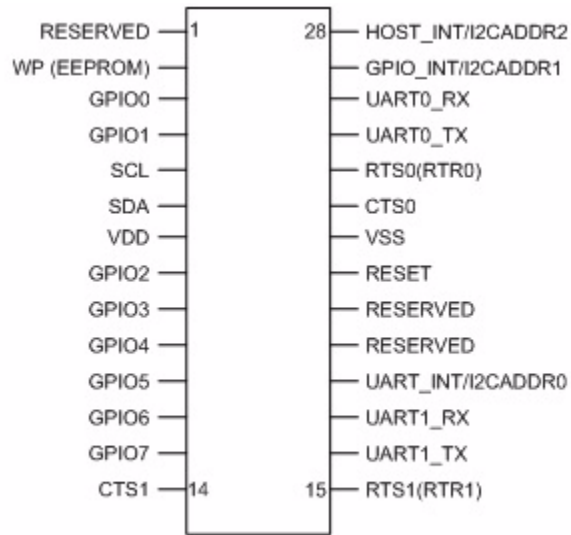 RESERVED 1 28 HOST_INT/I2CADDR2
WP (EEPROM) GPIO_INT/I2CADDR1
GPIO0 UART0_RX
GPIO1 UART0_TX
SCL RTS0(RTR0)
SDA CTS0
VDD VSS
GPIO2 RESET
GPIO3 RESERVED
GPIO4 RESERVED
GPIO5 UART_INT/I2CADDR0
GPIO6 UART1_RX
GPIO7 UART1_TX
CTS1 14 15 RTS1(RTR1)